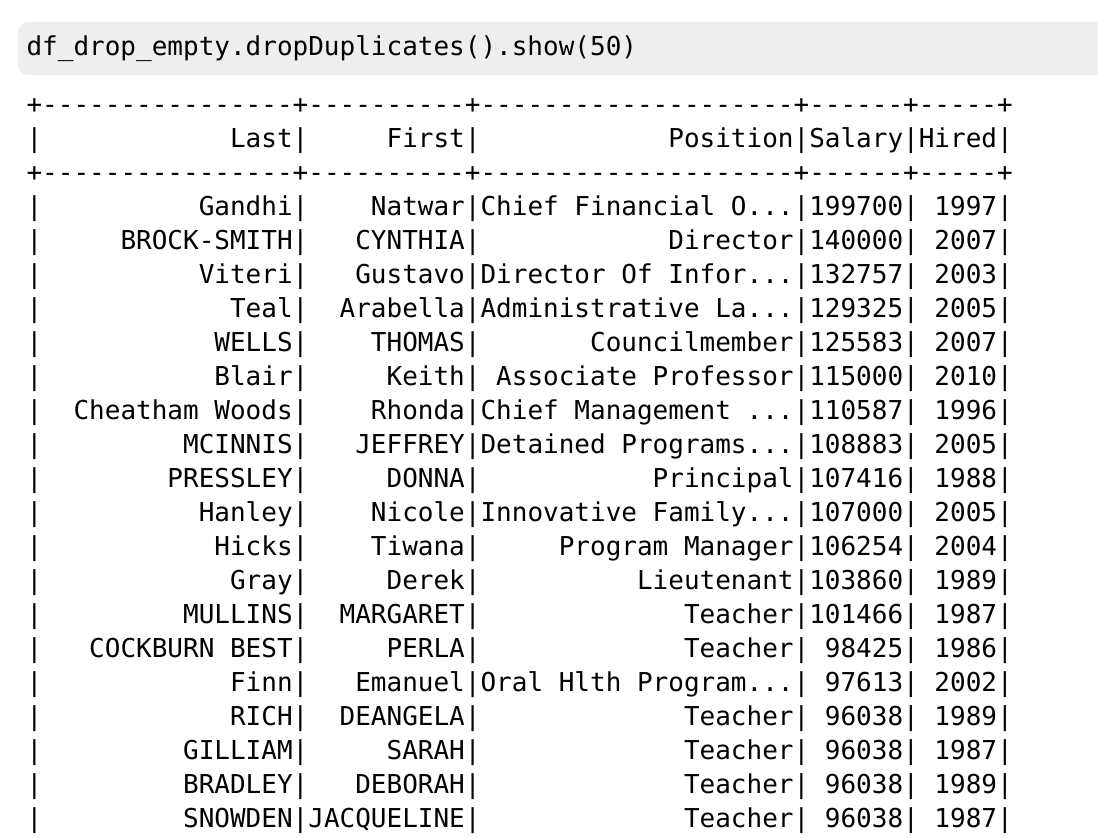 df_drop_empty.dropDuplicates().show(50)
+----------------+----------+--------------------+------+-----+
|            Last|     First|            Position|Salary|Hired|
+----------------+----------+--------------------+------+-----+
|          Gandhi|    Natwar|Chief Financial O...|199700| 1997|
|     BROCK-SMITH|   CYNTHIA|            Director|140000| 2007|
|          Viteri|   Gustavo|Director Of Infor...|132757| 2003|
|            Teal|  Arabella|Administrative La...|129325| 2005|
|           WELLS|    THOMAS|       Councilmember|125583| 2007|
|           Blair|     Keith| Associate Professor|115000| 2010|
|  Cheatham Woods|    Rhonda|Chief Management ...|110587| 1996|
|         MCINNIS|   JEFFREY|Detained Programs...|108883| 2005|
|        PRESSLEY|     DONNA|           Principal|107416| 1988|
|          Hanley|    Nicole|Innovative Family...|107000| 2005|
|           Hicks|    Tiwana|     Program Manager|106254| 2004|
|            Gray|     Derek|          Lieutenant|103860| 1989|
|         MULLINS|  MARGARET|             Teacher|101466| 1987|
|   COCKBURN BEST|     PERLA|             Teacher| 98425| 1986|
|            Finn|   Emanuel|Oral Hlth Program...| 97613| 2002|
|            RICH|  DEANGELA|             Teacher| 96038| 1989|
|         GILLIAM|     SARAH|             Teacher| 96038| 1987|
|         BRADLEY|   DEBORAH|             Teacher| 96038| 1989|
|         SNOWDEN|JACQUELINE|             Teacher| 96038| 1987|